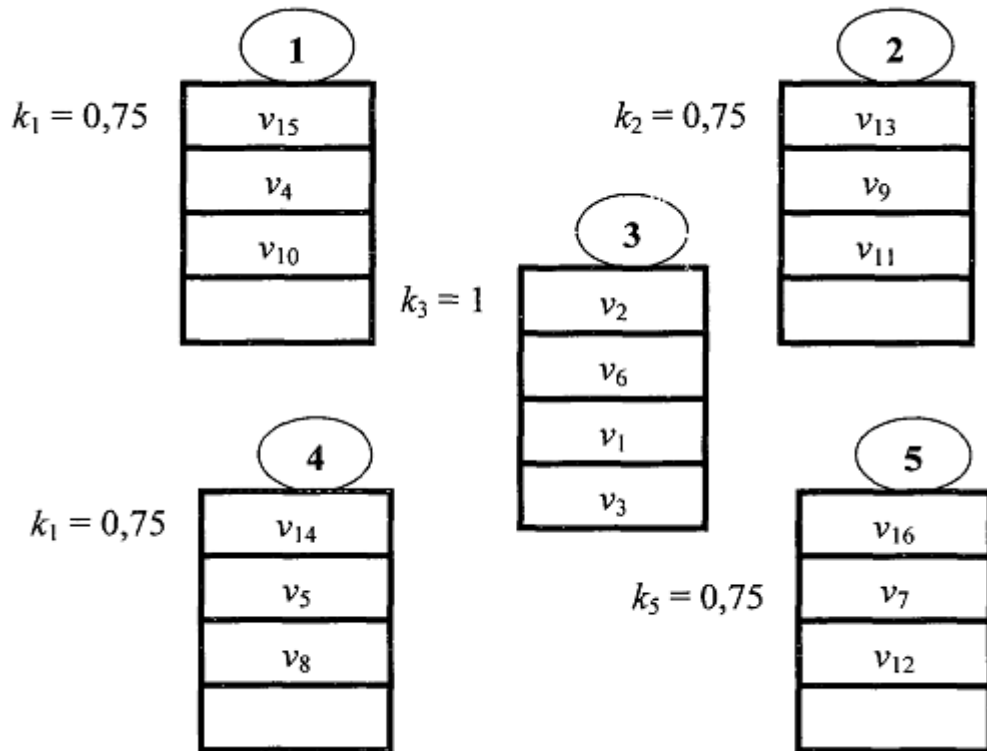 1
k₁ = 0,75
v₁₅
v₄
v₁₀
2
k₂ = 0,75
v₁₃
v₉
v₁₁
3
k₃ = 1
v₂
v₆
v₁
v₃
4
k₁ = 0,75
v₁₄
v₅
v₈
5
k₅ = 0,75
v₁₆
v₇
v₁₂